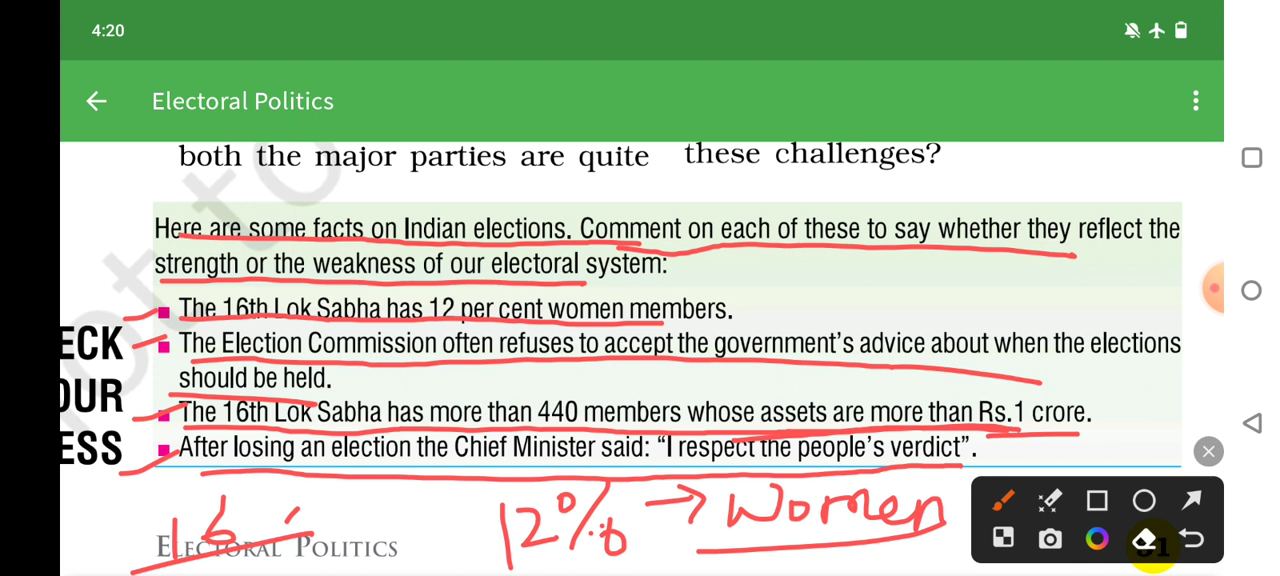 4:20
Electoral Politics
both the major parties are quite these challenges?
Here are some facts on Indian elections. Comment on each of these to say whether they reflect the
strength or the weakness of our electoral system:
The 16th Lok Sabha has 12 per cent women members.
ECK
The Election Commission often refuses to accept the government's advice about when the elections
should be held.
OUR
The 16th Lok Sabha has more than 440 members whose assets are more than Rs.1 crore.
ESS
After losing an election the Chief Minister said: "I respect the people's verdict".
16
12% → Women
ELECTORAL POLITICS